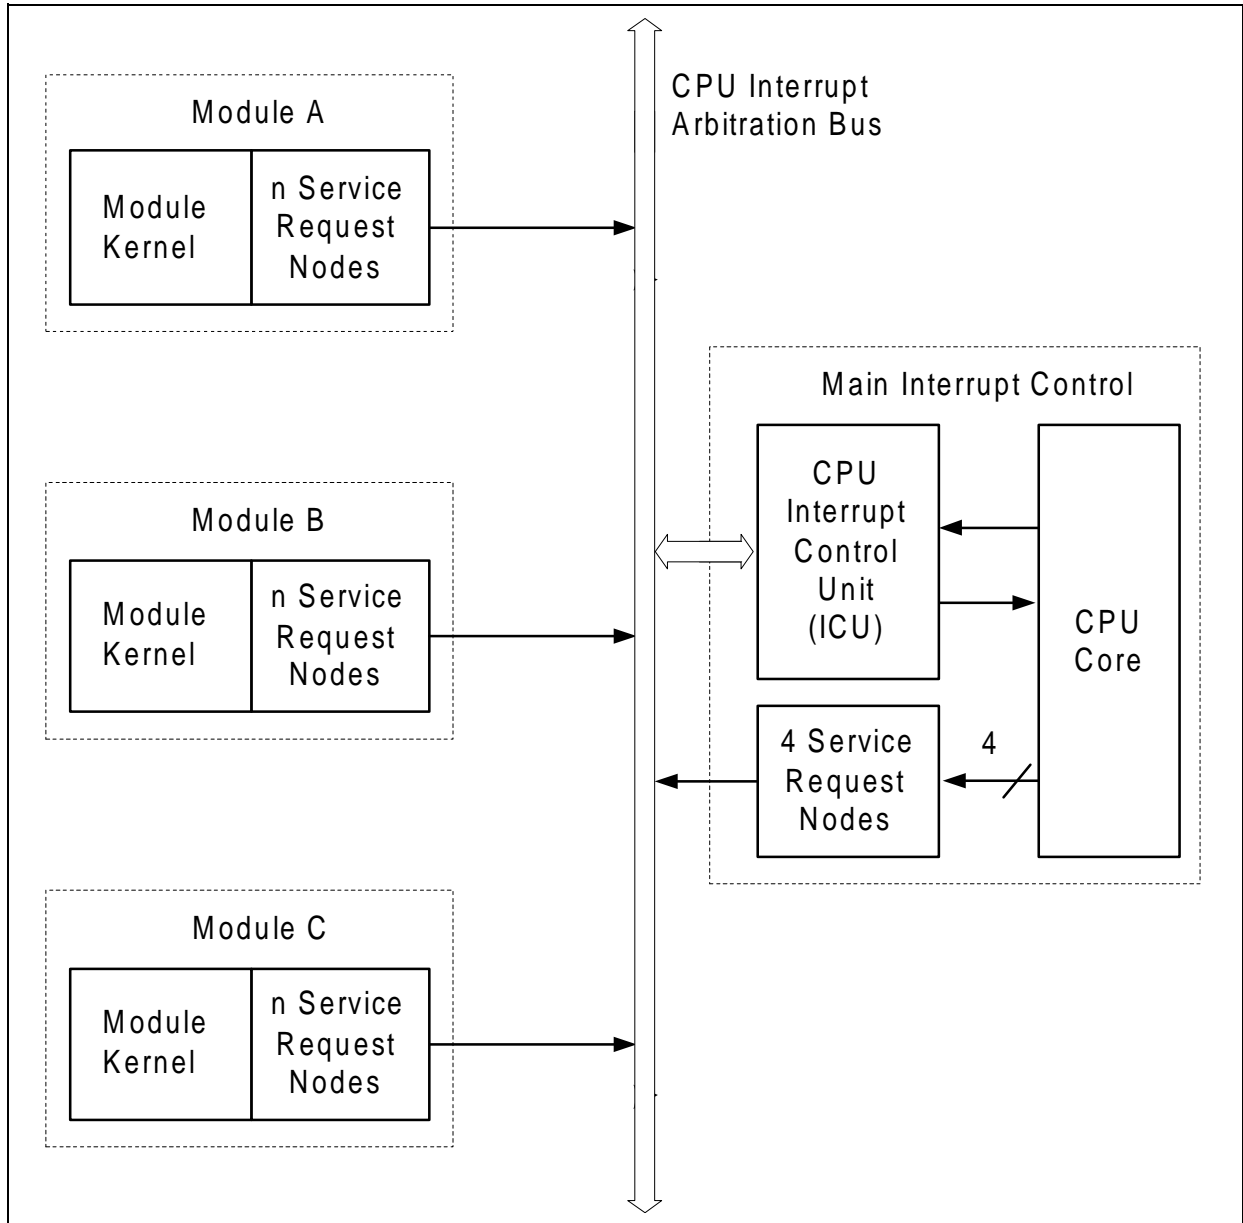 CPU Interrupt
Arbitration Bus
Module A
Module
Kernel
n Service
Request
Nodes
Main Interrupt Control
CPU
Interrupt
Control
Unit
(ICU)
CPU
Core
4 Service
Request
Nodes
4
Module B
Module
Kernel
n Service
Request
Nodes
Module C
Module
Kernel
n Service
Request
Nodes